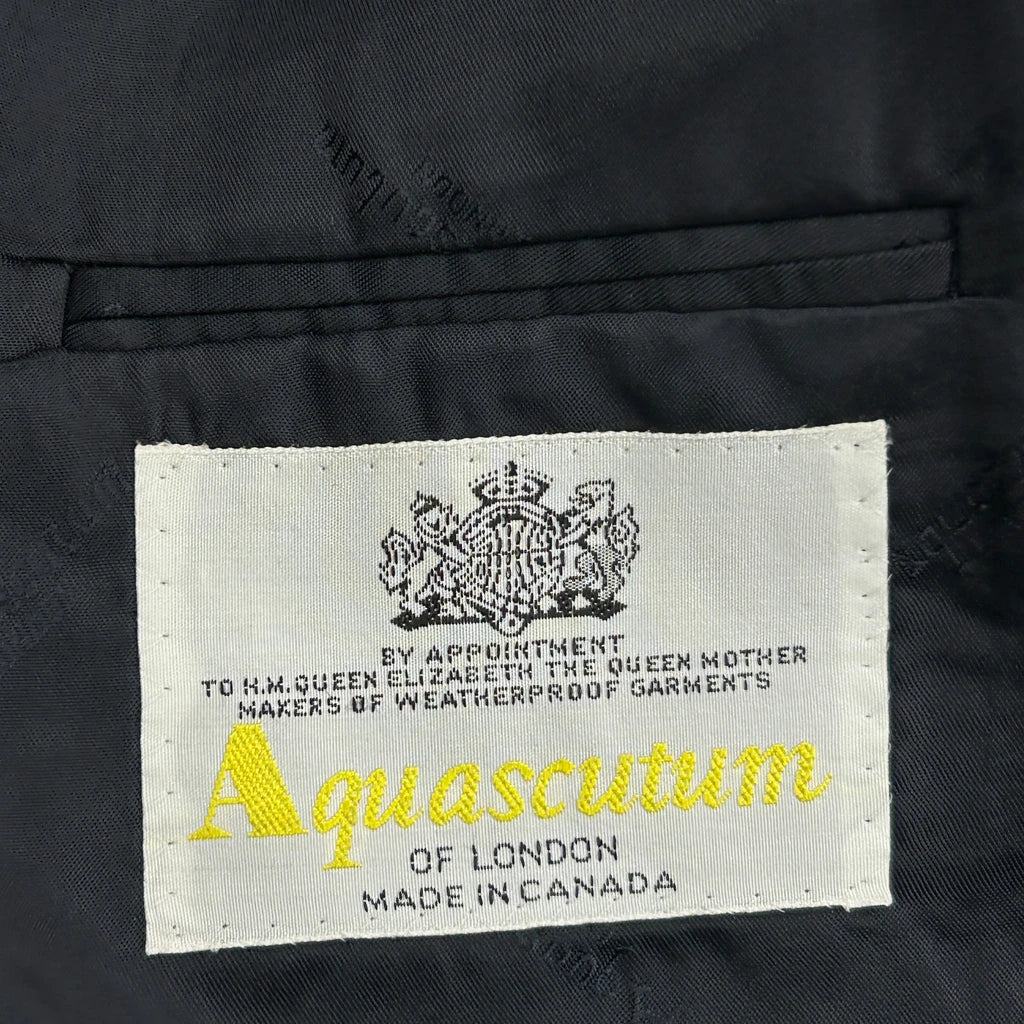 BY APPOINTMENT
TO H.M.QUEEN ELIZABETH THE QUEEN MOTHER
MAKERS OF WEATHERPROOF GARMENTS
Aquascutum
OF LONDON
MADE IN CANADA